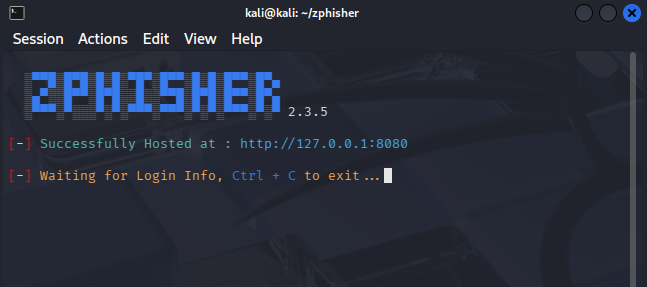 kali@kali: ~/zphisher
Session Actions Edit View Help
ZPHISHER 2.3.5
[-] Successfully Hosted at : http://127.0.0.1:8080
[-] Waiting for Login Info, Ctrl + C to exit...